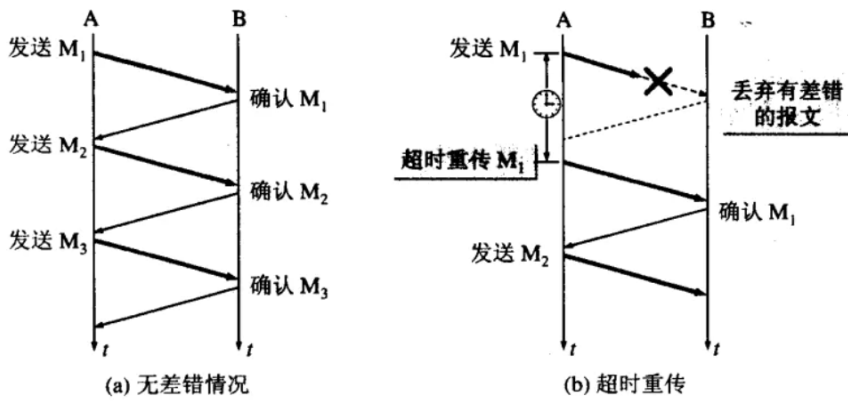 A B
发送 M₁
确认 M₁
发送 M₂
确认 M₂
发送 M₃
确认 M₃
t t
(a) 无差错情况
A B
发送 M₁
丢弃有差错
的报文
超时重传 M₁
确认 M₁
发送 M₂
t t
(b) 超时重传